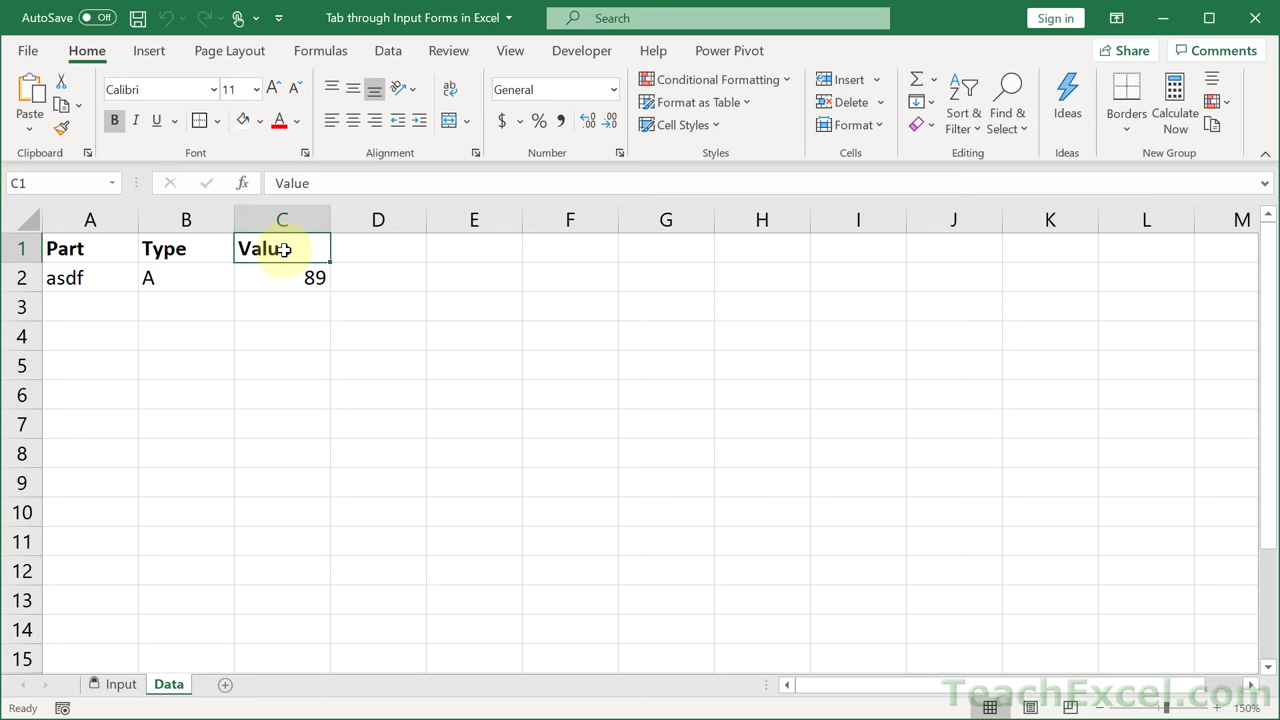 AutoSave Off Tab through Input Forms in Excel Search Sign in
File Home Insert Page Layout Formulas Data Review View Developer Help Power Pivot Share Comments
Paste
Calibri 11
General
Conditional Formatting
Format as Table
Cell Styles
Insert
Delete
Format
Sort &
Filter
Find &
Select
Ideas
Borders
Calculate
Now
Clipboard Font Alignment Number Styles Cells Editing Ideas New Group
C1 fx Value
A B C D E F G H I J K L M
1 Part Type Value
2 asdf A 89
3
4
5
6
7
8
9
10
11
12
13
14
15
Input Data
TeachExcel.com
Ready 150%